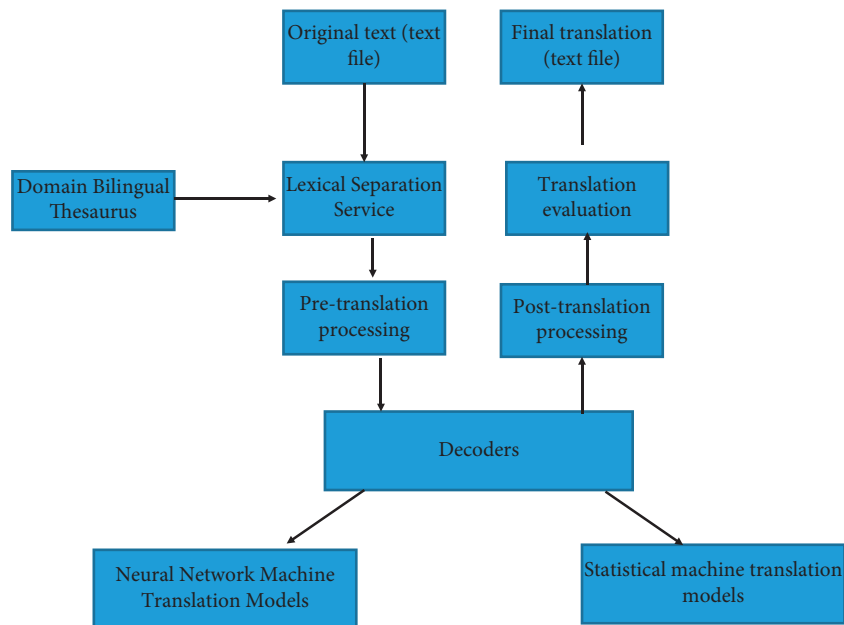 Original text (text
file)
Final translation
(text file)
Domain Bilingual
Thesaurus
Lexical Separation
Service
Translation
evaluation
Pre-translation
processing
Post-translation
processing
Decoders
Neural Network Machine
Translation Models
Statistical machine translation
models